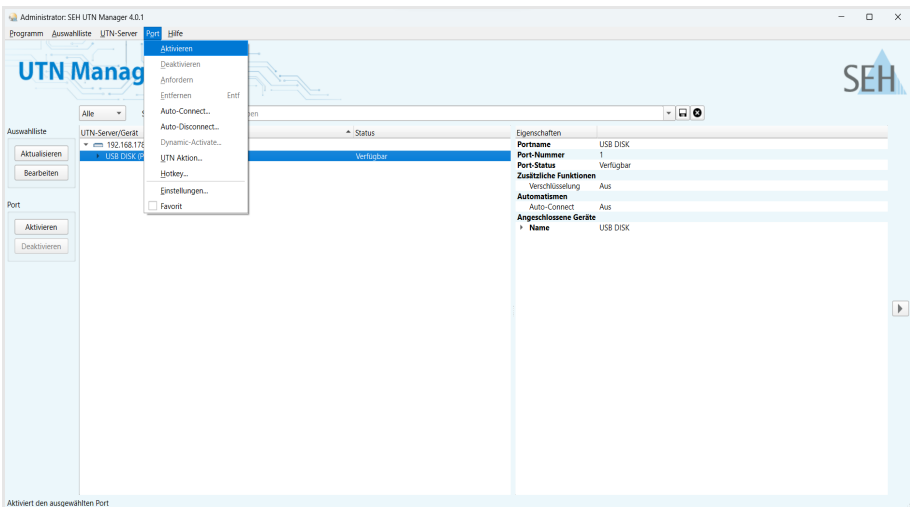 Administrator: SEH UTN Manager 4.0.1
Programm Auswahlliste UTN-Server Port Hilfe
UTN Manag
SEH
Aktivieren
Deaktivieren
Anfordern
Entfernen Entf
Auto-Connect...
Auto-Disconnect...
Dynamic-Activate...
UTN Aktion...
Hotkey...
Einstellungen...
Favorit
Alle
Auswahlliste
Aktualisieren
Bearbeiten
Port
Aktivieren
Deaktivieren
UTN-Server/Gerät Status
192.168.178
USB DISK (P Verfügbar
Eigenschaften
Portname USB DISK
Port-Nummer 1
Port-Status Verfügbar
Zusätzliche Funktionen
Verschlüsselung Aus
Automatismen
Auto-Connect Aus
Angeschlossene Geräte
Name USB DISK
Aktiviert den ausgewählten Port